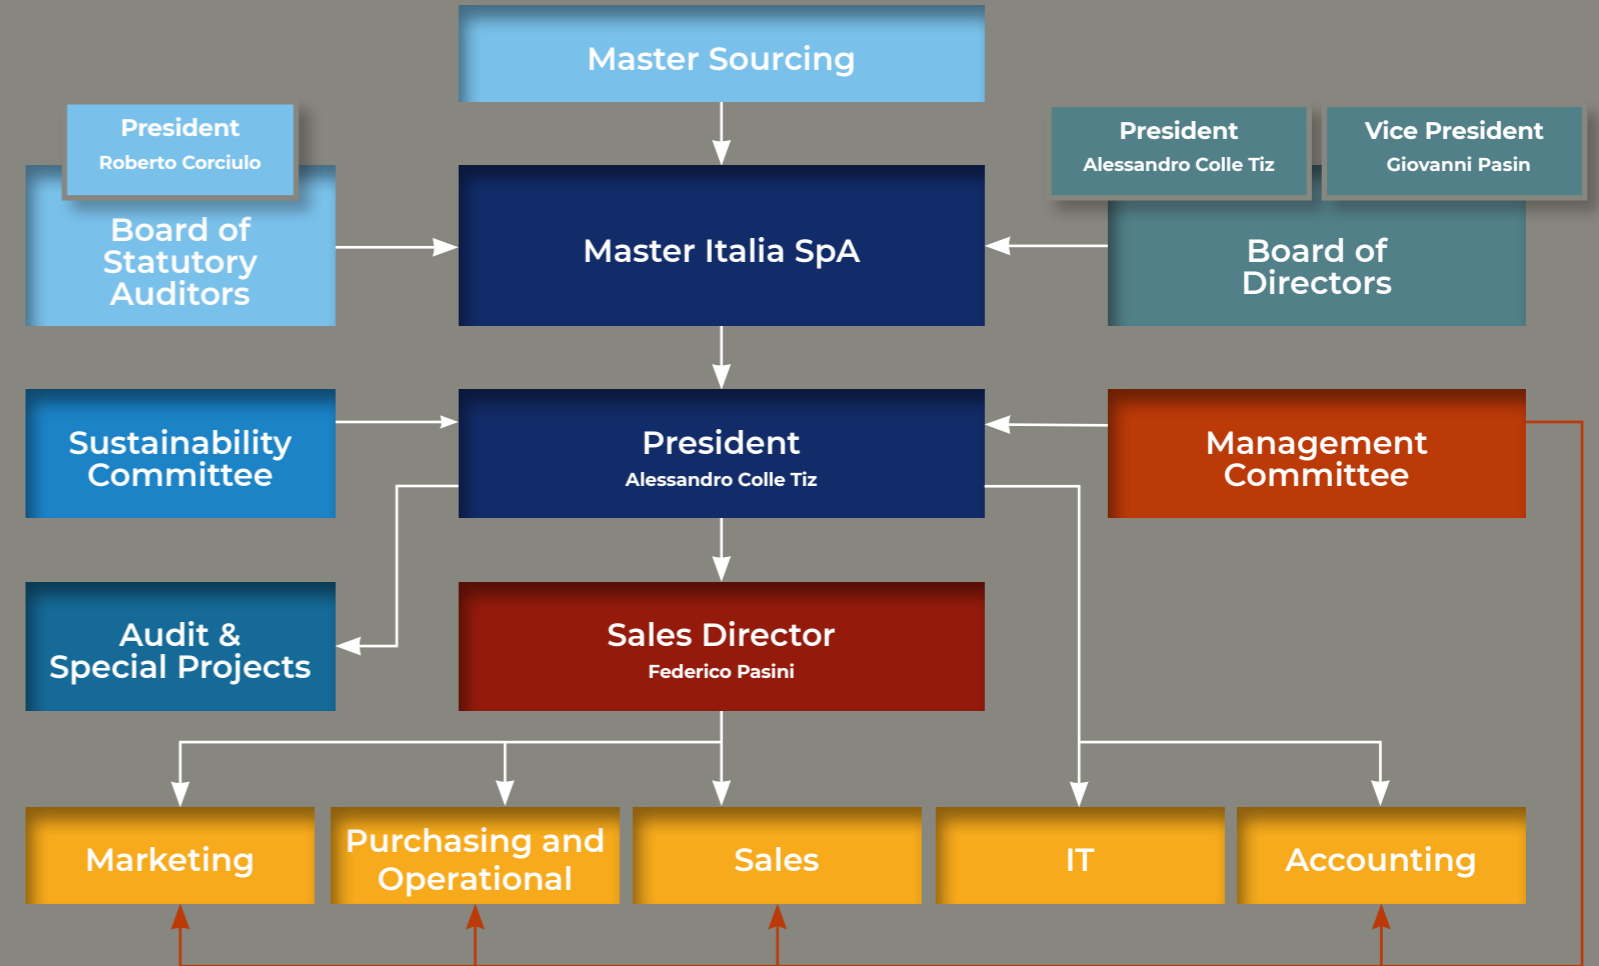 Master Sourcing
President
Roberto Corciulo
President
Alessandro Colle Tiz
Vice President
Giovanni Pasin
Board of
Statutory
Auditors
Master Italia SpA
Board of
Directors
Sustainability
Committee
President
Alessandro Colle Tiz
Management
Committee
Audit &
Special Projects
Sales Director
Federico Pasini
Marketing
Purchasing and
Operational
Sales
IT
Accounting